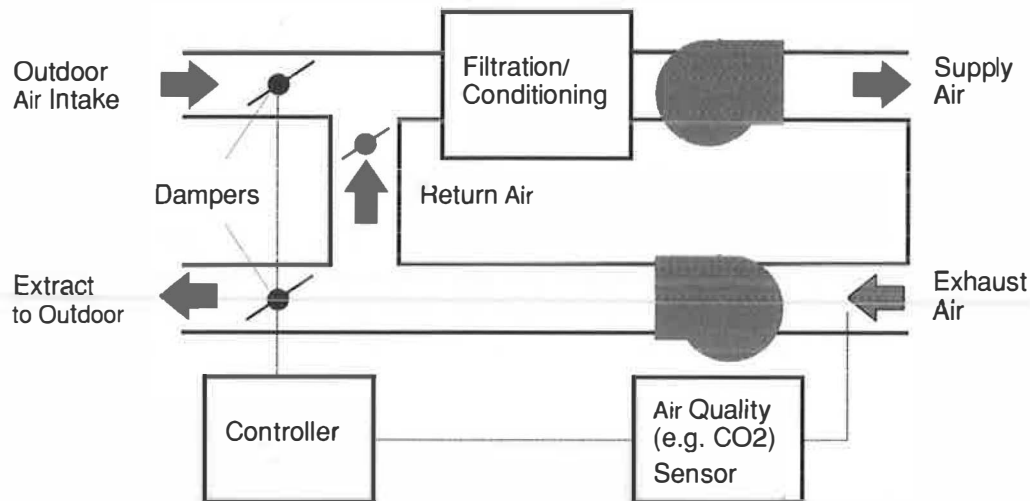 Outdoor
Air Intake
Filtration/
Conditioning
Supply
Air
Dampers
Return Air
Extract
to Outdoor
Exhaust
Air
Controller
Air Quality
(e.g. CO2)
Sensor